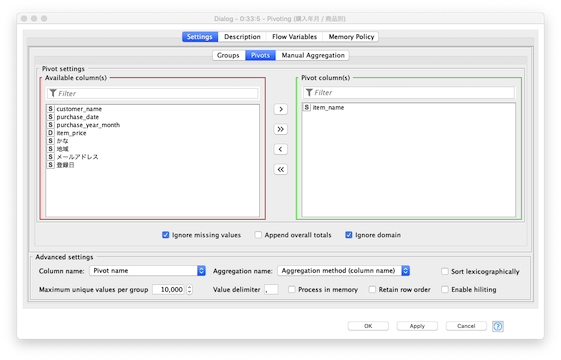 Dialog - 0:33:5 - Pivoting (購入年月 / 商品別)
Settings Description Flow Variables Memory Policy
Groups Pivots Manual Aggregation
Pivot settings
Available column(s) Pivot column(s)
Filter Filter
S customer_name S item_name
S purchase_date
S purchase_year_month
D item_price
S かな
S 地域
S メールアドレス
S 登録日
> 
>>
<
<<
Ignore missing values Append overall totals Ignore domain
Advanced settings
Column name: Pivot name Aggregation name: Aggregation method (column name) Sort lexicographically
Maximum unique values per group 10,000 Value delimiter , Process in memory Retain row order Enable hiliting
OK Apply Cancel ?